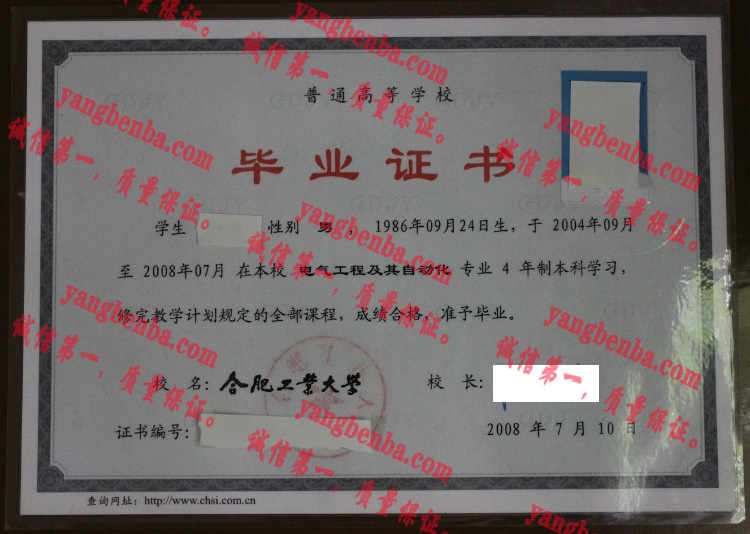 普通高等学校
毕业证书
学生 性别 男 ，1986年09月24日生，于 2004年09月
至 2008年07月 在本校 电气工程及其自动化 专业 4 年制本科学习，
修完教学计划规定的全部课程，成绩合格，准予毕业。
校 名：合肥工业大学 校 长：
证书编号： 2008 年 7 月 10 日
查询网址：http://www.chsi.com.cn
yangbenba.com
诚信第一，质量保证。